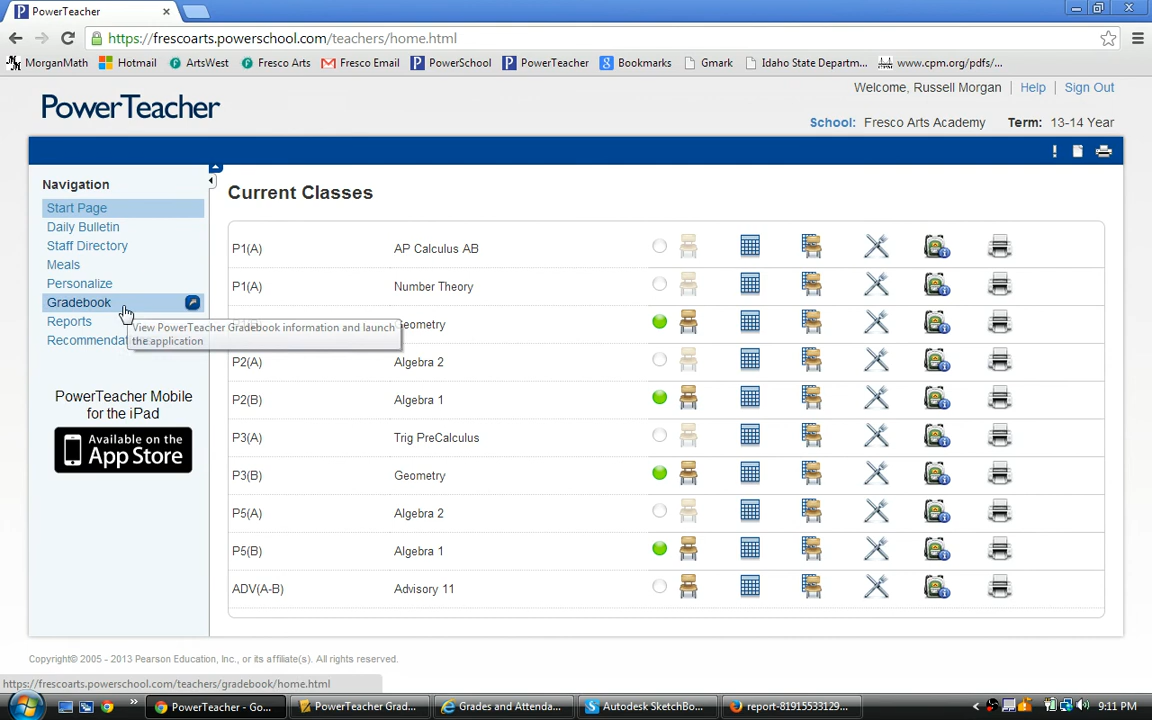 PowerTeacher
https://frescoarts.powerschool.com/teachers/home.html
MorganMath Hotmail ArtsWest Fresco Arts Fresco Email PowerSchool PowerTeacher Bookmarks Gmark Idaho State Departm... www.cpm.org/pdfs/...
Welcome, Russell Morgan | Help | Sign Out
PowerTeacher
School: Fresco Arts Academy Term: 13-14 Year
Navigation
Start Page
Daily Bulletin
Staff Directory
Meals
Personalize
Gradebook
Reports
Recommendat
View PowerTeacher Gradebook information and launch
the application
PowerTeacher Mobile
for the iPad
Available on the
App Store
Current Classes
P1(A) AP Calculus AB
P1(A) Number Theory
Geometry
P2(A) Algebra 2
P2(B) Algebra 1
P3(A) Trig PreCalculus
P3(B) Geometry
P5(A) Algebra 2
P5(B) Algebra 1
ADV(A-B) Advisory 11
Copyright© 2005 - 2013 Pearson Education, Inc., or its affiliate(s). All rights reserved.
https://frescoarts.powerschool.com/teachers/gradebook/home.html
PowerTeacher - Go... PowerTeacher Grad... Grades and Attenda... Autodesk SketchBo... report-81915533129... 9:11 PM